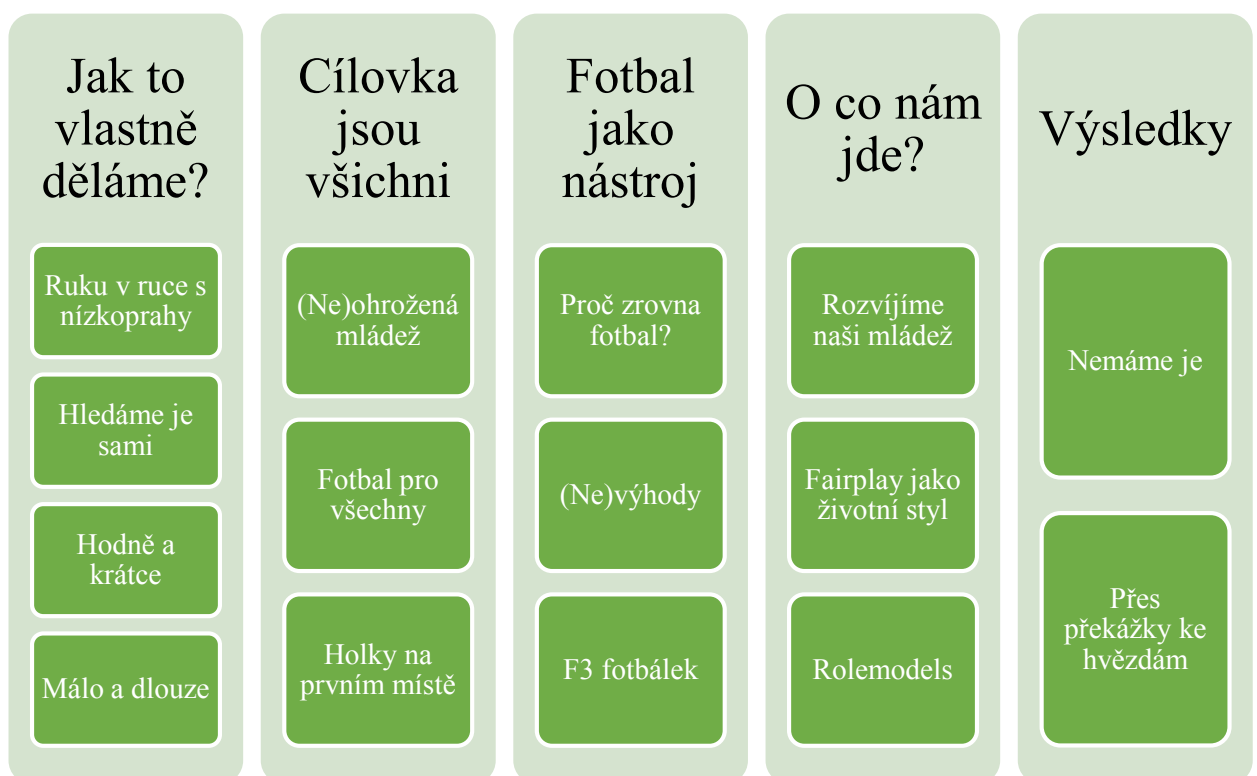 Jak to
vlastně
děláme?
Ruku v ruce s
nízkoprahy
Hledáme je
sami
Hodně a
krátce
Málo a dlouze
Cílovka
jsou
všichni
(Ne)ohrožená
mládež
Fotbal pro
všechny
Holky na
prvním místě
Fotbal
jako
nástroj
Proč zrovna
fotbal?
(Ne)výhody
F3 fotbálek
O co nám
jde?
Rozvíjíme
naši mládež
Fairplay jako
životní styl
Rolemodels
Výsledky
Nemáme je
Přes
překážky ke
hvězdám